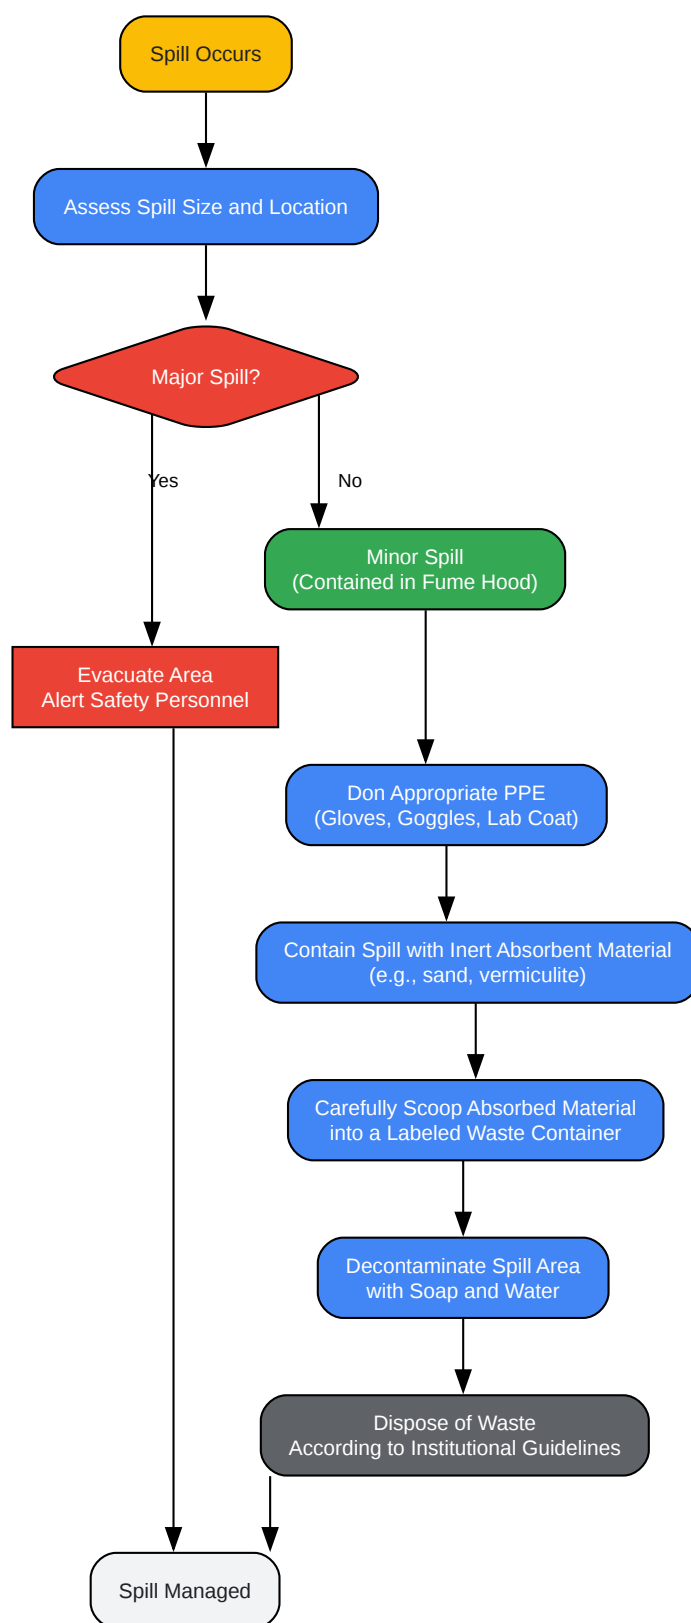 Spill Occurs
Assess Spill Size and Location
Major Spill?
Yes
No
Minor Spill
(Contained in Fume Hood)
Evacuate Area
Alert Safety Personnel
Don Appropriate PPE
(Gloves, Goggles, Lab Coat)
Contain Spill with Inert Absorbent Material
(e.g., sand, vermiculite)
Carefully Scoop Absorbed Material
into a Labeled Waste Container
Decontaminate Spill Area
with Soap and Water
Dispose of Waste
According to Institutional Guidelines
Spill Managed